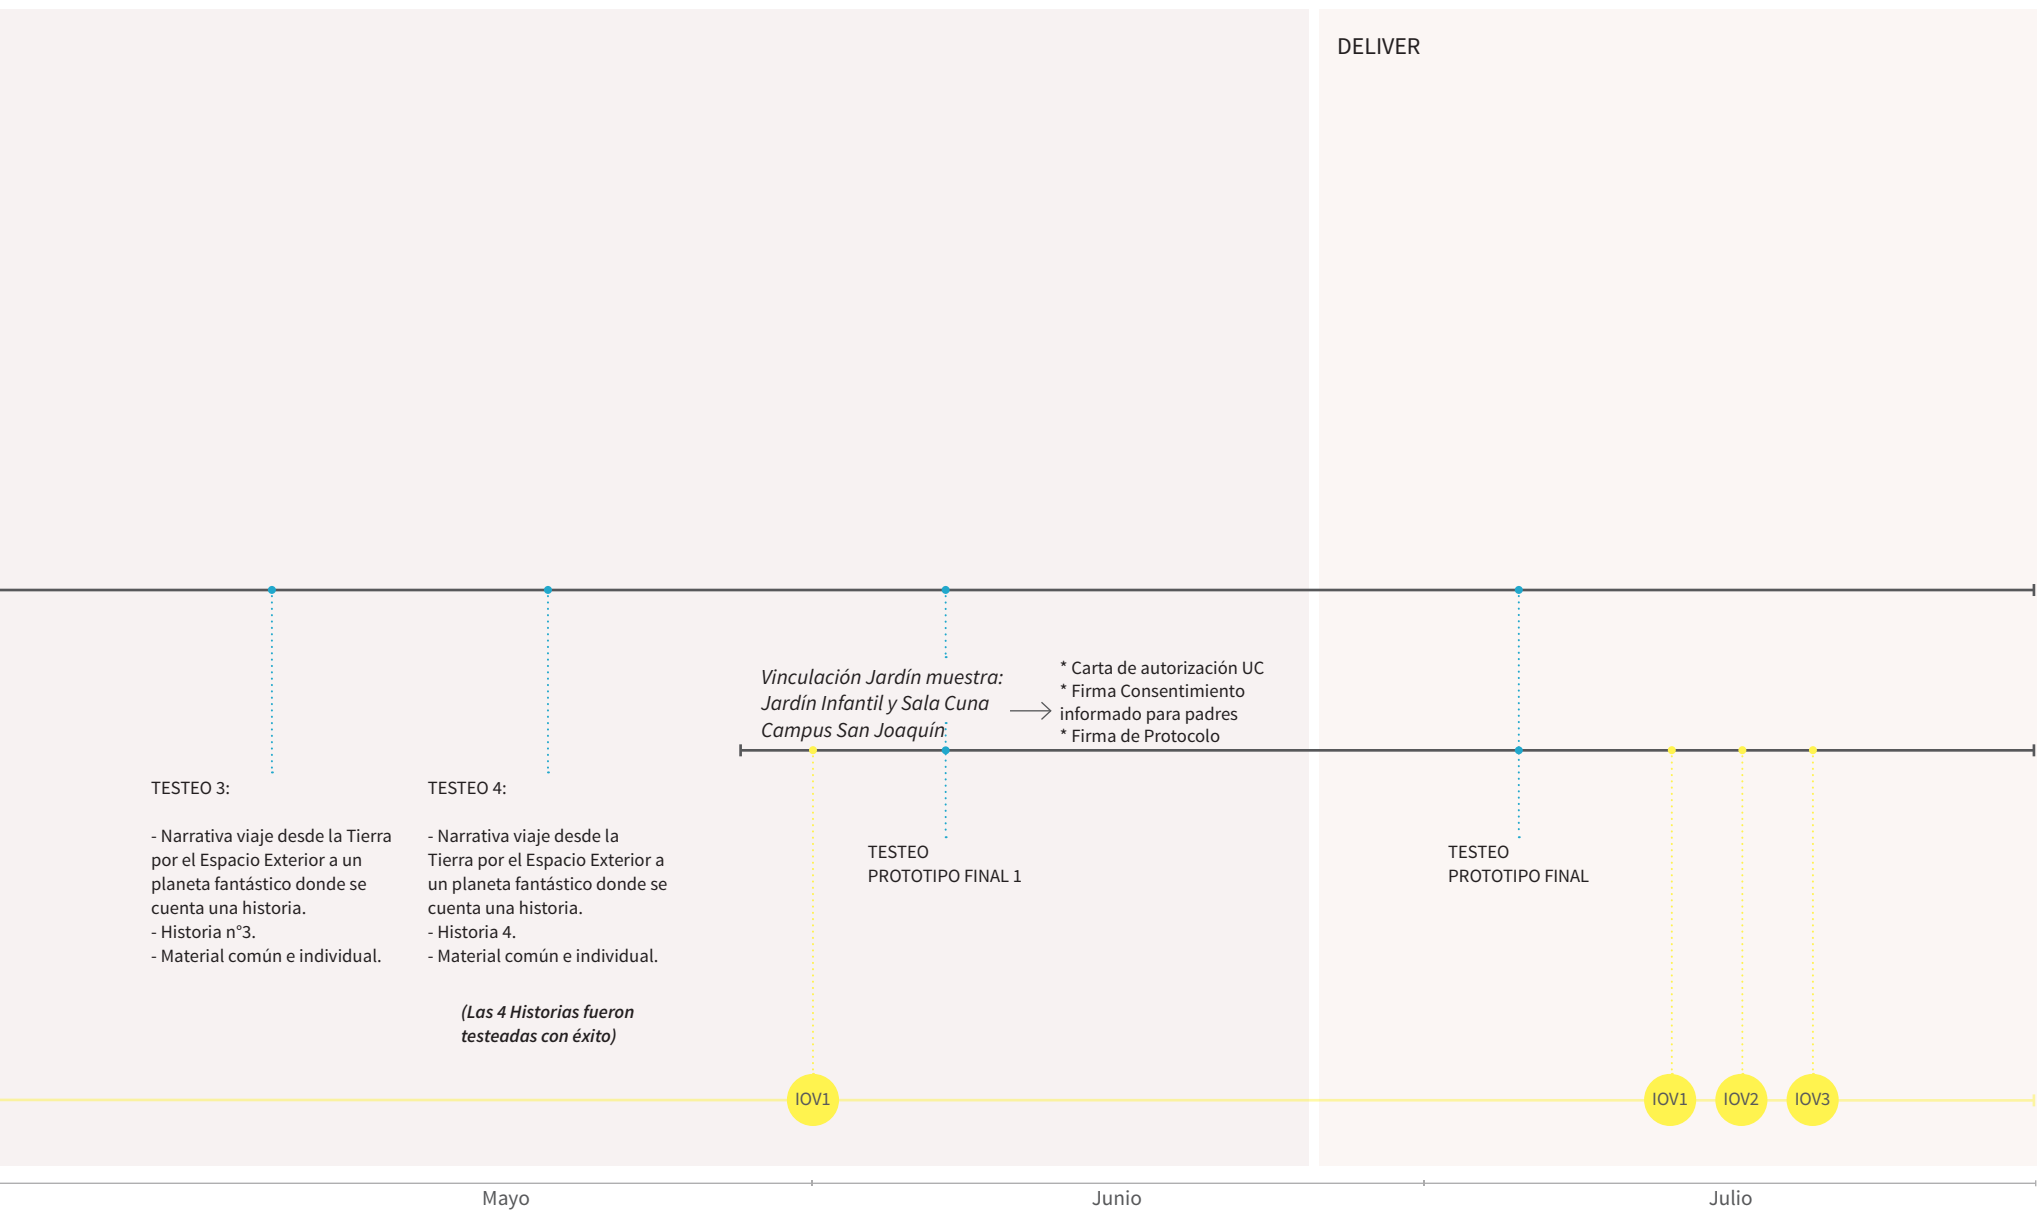 DELIVER
Vinculación Jardín muestra:
Jardín Infantil y Sala Cuna
Campus San Joaquín
* Carta de autorización UC
* Firma Consentimiento
informado para padres
* Firma de Protocolo
TESTEO 3:
- Narrativa viaje desde la Tierra
por el Espacio Exterior a un
planeta fantástico donde se
cuenta una historia.
- Historia n°3.
- Material común e individual.
TESTEO 4:
- Narrativa viaje desde la
Tierra por el Espacio Exterior a
un planeta fantástico donde se
cuenta una historia.
- Historia 4.
- Material común e individual.
(Las 4 Historias fueron
testeadas con éxito)
TESTEO
PROTOTIPO FINAL 1
TESTEO
PROTOTIPO FINAL
IOV1
IOV1
IOV2
IOV3
Mayo
Junio
Julio